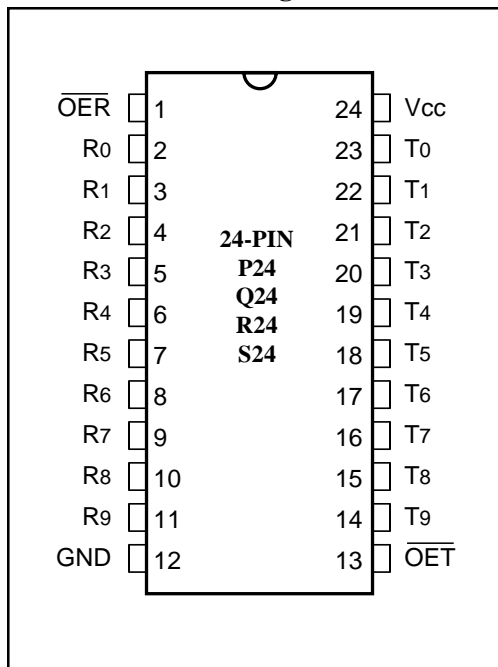 O̅E̅R̅ 1 24 Vcc
R0 2 23 T0
R1 3 22 T1
R2 4 21 T2
24-PIN
R3 5 20 T3
P24
Q24
R4 6 19 T4
R24
R5 7 18 T5
S24
R6 8 17 T6
R7 9 16 T7
R8 10 15 T8
R9 11 14 T9
GND 12 13 O̅E̅T̅